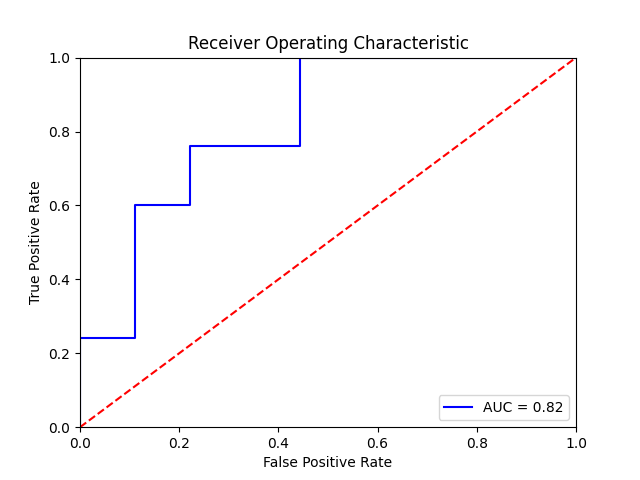 Receiver Operating Characteristic
1.0
0.8
0.6
0.4
0.2
0.0
True Positive Rate
AUC = 0.82
0.0 0.2 0.4 0.6 0.8 1.0
False Positive Rate